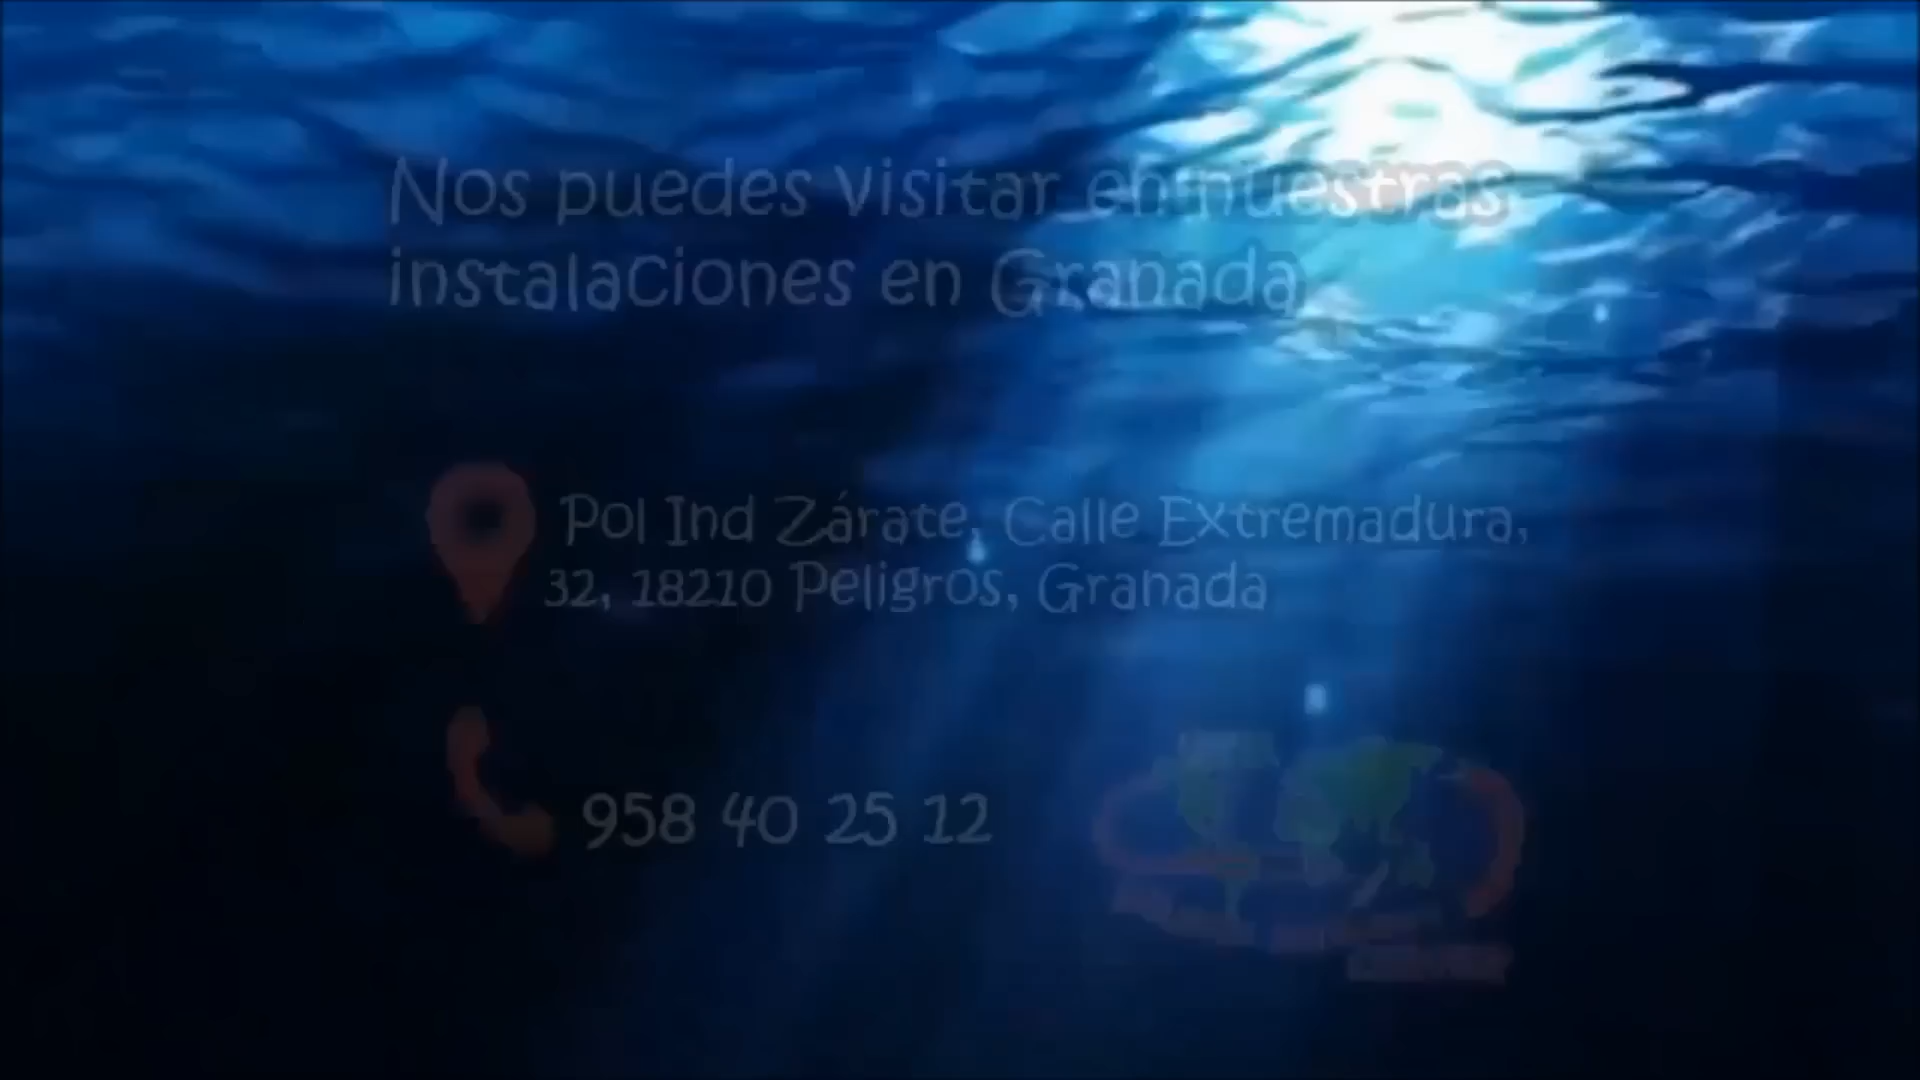 Nos puedes visitar en nuestras
instalaciones en Granada
Pol Ind Zárate, Calle Extremadura,
32, 18210 Peligros, Granada
958 40 25 12